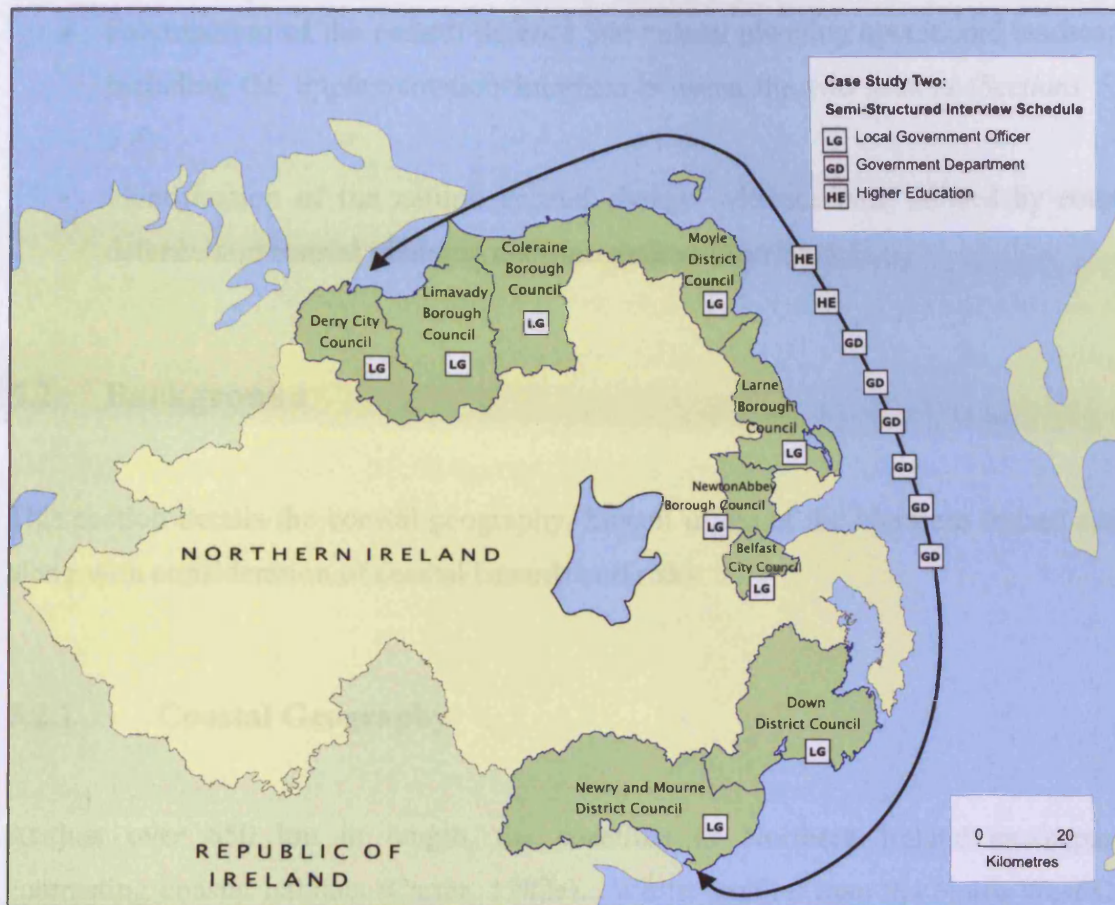 Case Study Two:
Semi-Structured Interview Schedule
LG Local Government Officer
GD Government Department
HE Higher Education
Coleraine
Borough
Council
LG
Moyle
District
Council
LG
Limavady
Borough
Council
LG
Derry City
Council
LG
HE
HE
GD
GD
GD
GD
GD
GD
Larne
Borough
Council
LG
NewtonAbbey
Borough Council
LG
Belfast
City Council
LG
NORTHERN IRELAND
Down
District Council
LG
Newry and Mourne
District Council
LG
REPUBLIC OF
IRELAND
0 20
Kilometres
Background
Coastal Geography